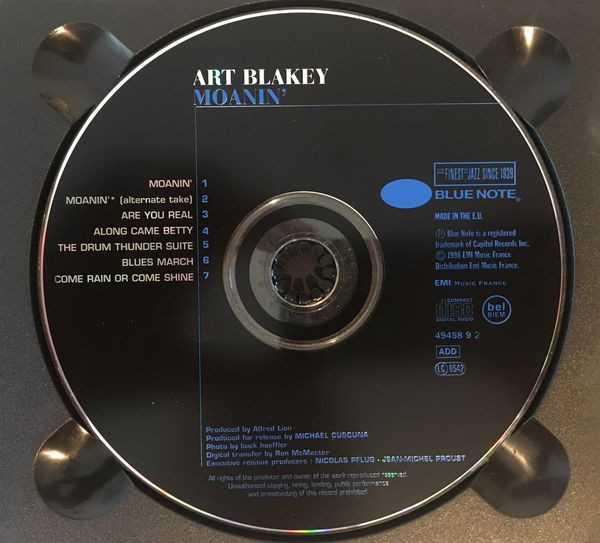 ART BLAKEY
MOANIN'
MOANIN' 1
MOANIN'* (alternate take) 2
ARE YOU REAL 3
ALONG CAME BETTY 4
THE DRUM THUNDER SUITE 5
BLUES MARCH 6
COME RAIN OR COME SHINE 7
THE FINEST IN JAZZ SINCE 1939
BLUE NOTE®
MADE IN THE E.U.
Ⓟ Blue Note is a registered
trademark of Capitol Records Inc.
© 1998 EMI Music France
Distribution Emi Music France.
EMI MUSIC FRANCE
COMPACT
disc
DIGITAL AUDIO
bel
BIEM
49458 9 2
ADD
LC 0542
Produced by Alfred Lion
Produced for release by MICHAEL CUSCUNA
Photo by buck hoeffler
Digital transfer by Ron McMaster
Executive reissue producers : NICOLAS PFLUG - JEAN-MICHEL PROUST
All rights of the producer and owner of the work reproduced reserved.
Unauthorized copying, hiring, lending, public performance
and broadcasting of this record prohibited